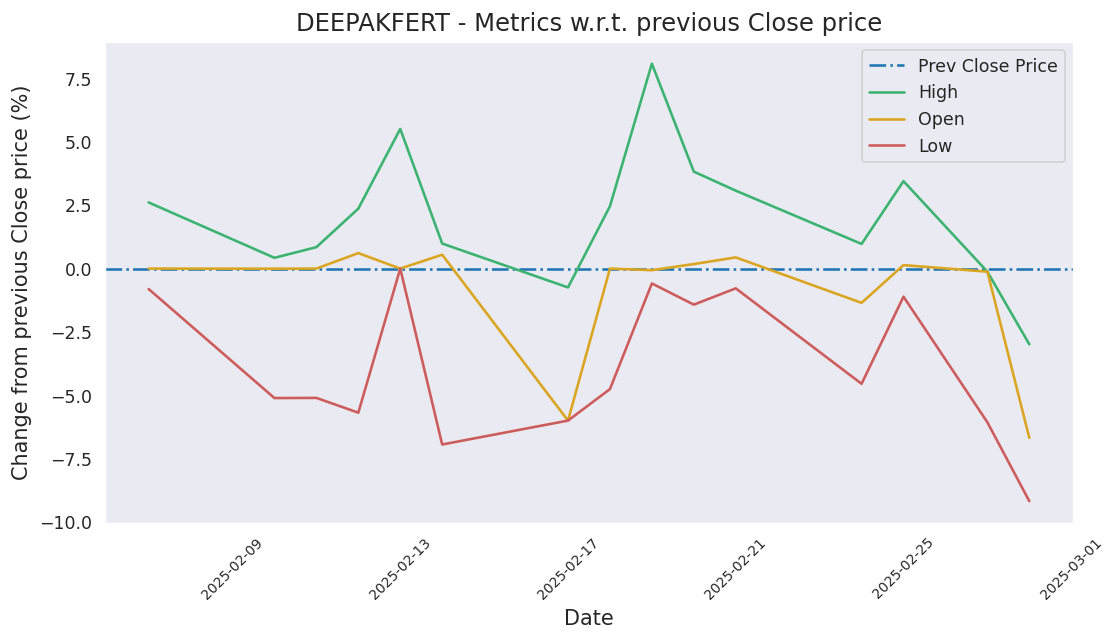 DEEPAKFERT - Metrics w.r.t. previous Close price
Prev Close Price
High
Open
Low
Change from previous Close price (%)
7.5
5.0
2.5
0.0
−2.5
−5.0
−7.5
−10.0
2025-02-09
2025-02-13
2025-02-17
2025-02-21
2025-02-25
2025-03-01
Date